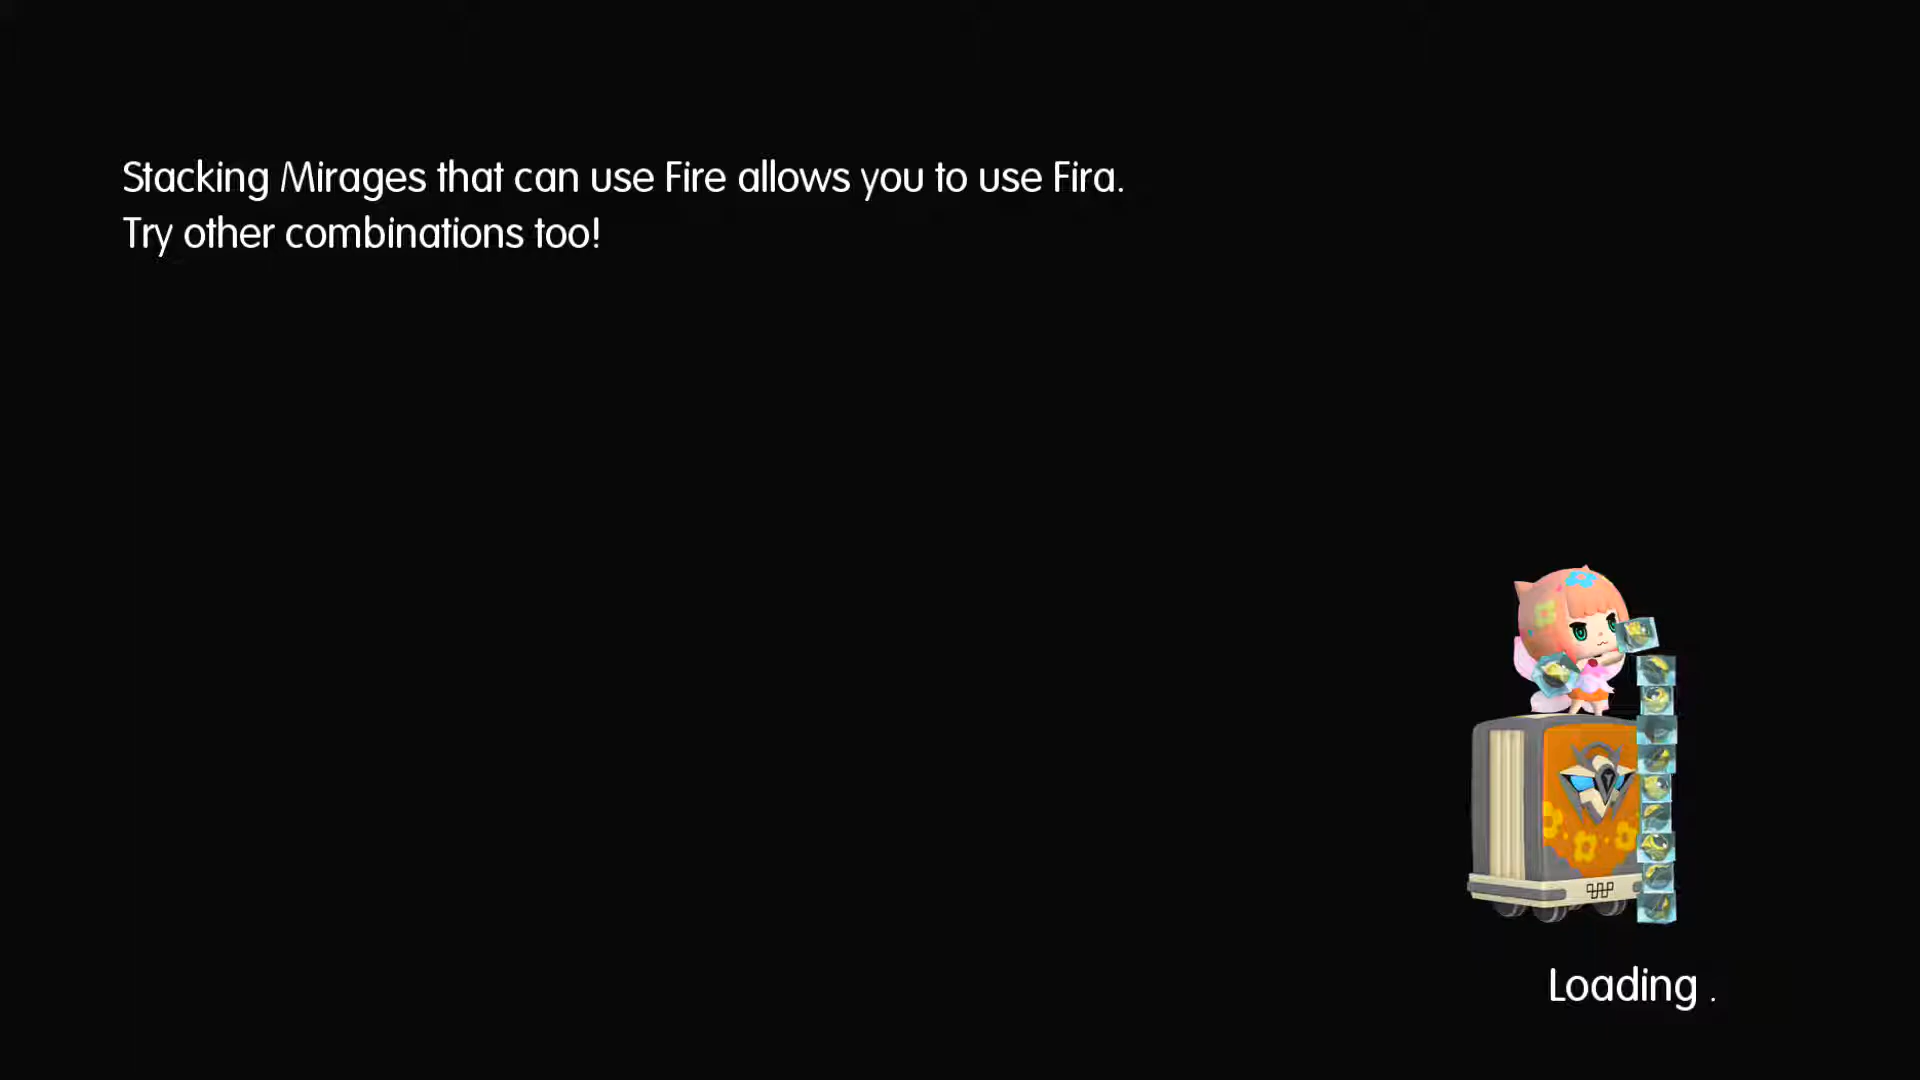 Stacking Mirages that can use Fire allows you to use Fira.
Try other combinations too!
Loading .